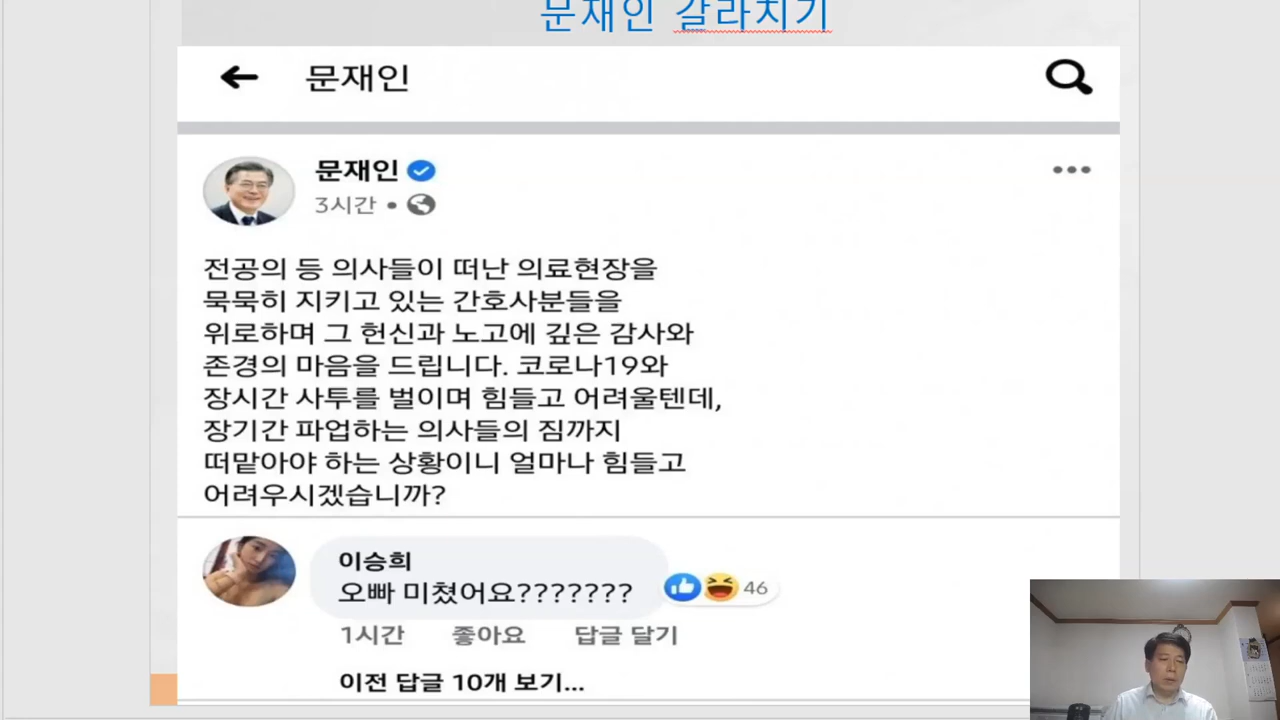 문재인 갈라치기
문재인
문재인
3시간
전공의 등 의사들이 떠난 의료현장을
묵묵히 지키고 있는 간호사분들을
위로하며 그 헌신과 노고에 깊은 감사와
존경의 마음을 드립니다. 코로나19와
장시간 사투를 벌이며 힘들고 어려울텐데,
장기간 파업하는 의사들의 짐까지
떠맡아야 하는 상황이니 얼마나 힘들고
어려우시겠습니까?
이승희
오빠 미쳤어요???????
46
1시간 좋아요 답글 달기
이전 답글 10개 보기...